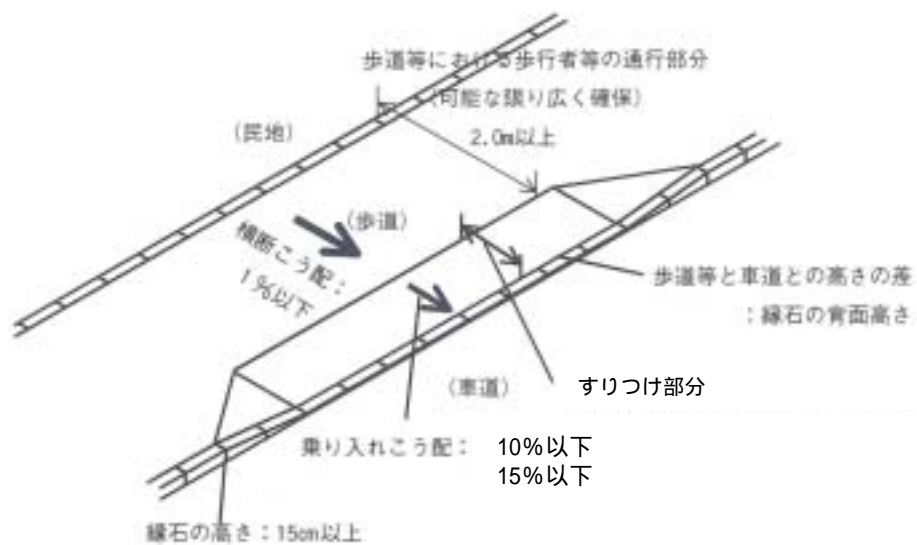 歩道等における歩行者等の通行部分
(可能な限り広く確保)
2.0m以上
(民地)
(歩道)
横断こう配:
1%以下
歩道等と車道との高さの差
:縁石の背面高さ
(車道)
すりつけ部分
乗り入れこう配: 10%以下
15%以下
縁石の高さ:15cm以上